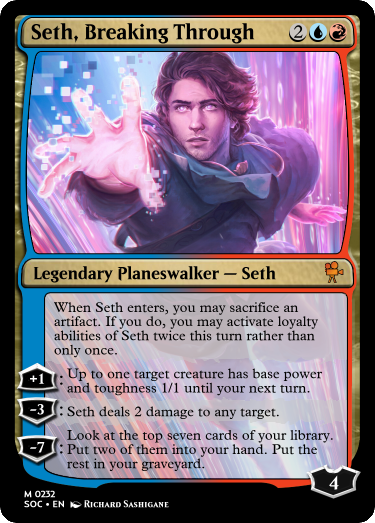 Seth, Breaking Through 2
Legendary Planeswalker — Seth
When Seth enters, you may sacrifice an
artifact. If you do, you may activate loyalty
abilities of Seth twice this turn rather than
only once.
+1: Up to one target creature has base power
and toughness 1/1 until your next turn.
-3: Seth deals 2 damage to any target.
Look at the top seven cards of your library.
-7: Put two of them into your hand. Put the
rest in your graveyard.
4
M 0232
SOC • EN Richard Sashigane